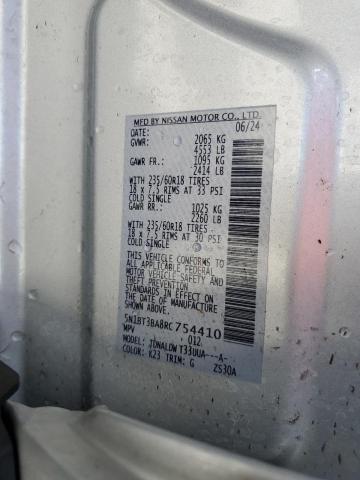 MFD BY NISSAN MOTOR CO., LTD.
DATE: 06/24
GVWR: 2065 KG
4553 LB
GAWR FR.: 1095 KG
2414 LB
WITH 235/60R18 TIRES
18 x 7.5 RIMS AT 33 PSI
COLD SINGLE
GAWR RR.: 1025 KG
2260 LB
WITH 235/60R18 TIRES
18 x 7.5 RIMS AT 30 PSI
COLD SINGLE
THIS VEHICLE CONFORMS TO
ALL APPLICABLE FEDERAL
MOTOR VEHICLE SAFETY AND
THEFT PREVENTION
STANDARDS IN EFFECT ON THE
DATE OF MANUFACTURE
SHOWN ABOVE.
5N1BT3BA8RC754410
MPV 012
MODEL: A-
COLOR: K23 TRIM: G ZS30A